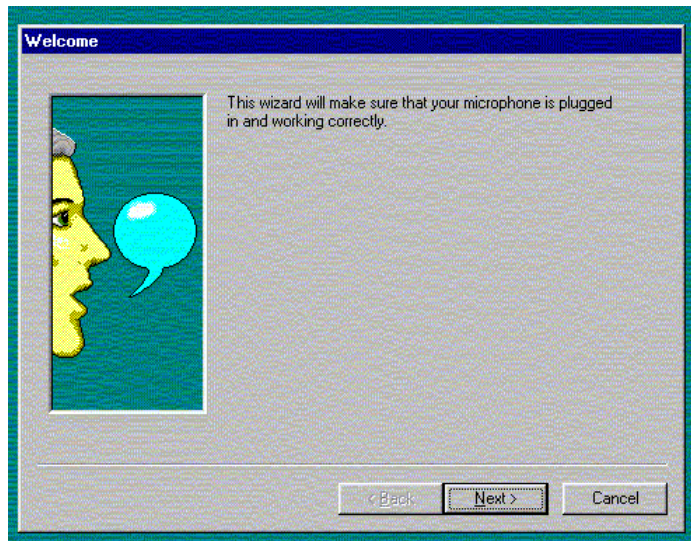 Welcome
This wizard will make sure that your microphone is plugged
in and working correctly.
< Back
Next >
Cancel